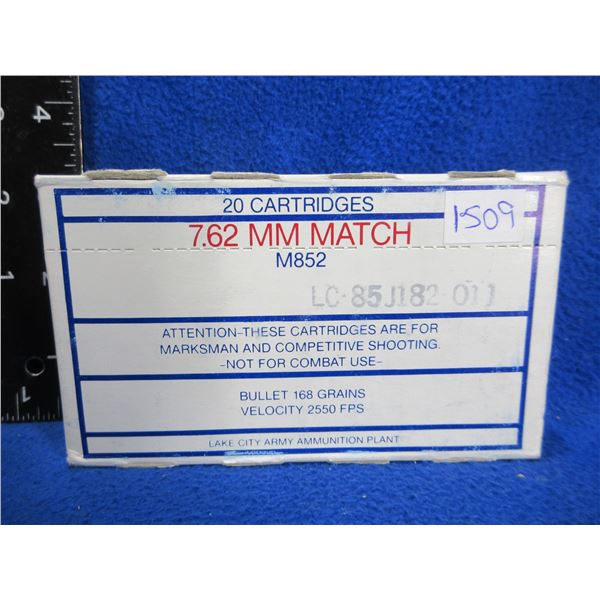 20 CARTRIDGES
7.62 MM MATCH
M852
1509
LC-85J182-011
ATTENTION-THESE CARTRIDGES ARE FOR
MARKSMAN AND COMPETITIVE SHOOTING.
-NOT FOR COMBAT USE-
BULLET 168 GRAINS
VELOCITY 2550 FPS
LAKE CITY ARMY AMMUNITION PLANT
4
2
1
1